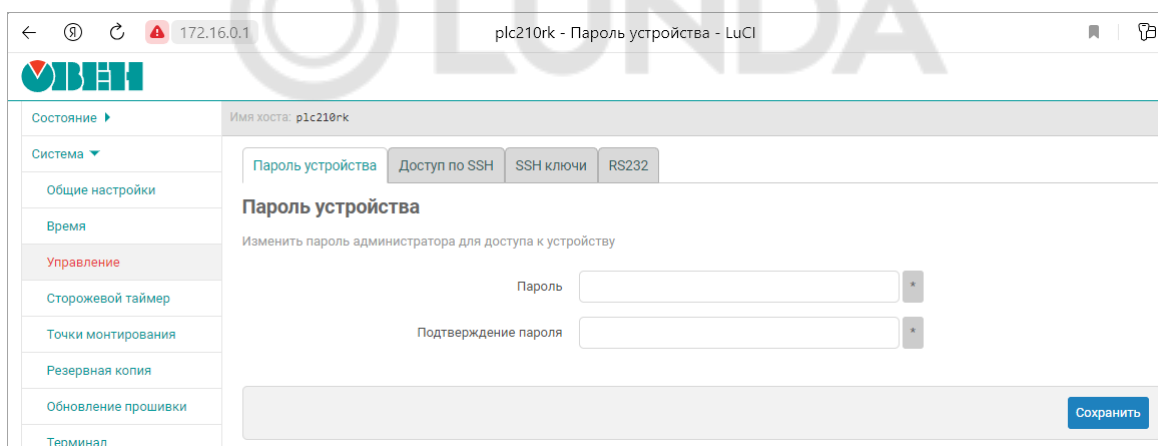 LUNDA
172.16.0.1
plc210rk - Пароль устройства - LuCI
ОВЕН
Состояние
Имя хоста: plc210rk
Система
Пароль устройства
Доступ по SSH
SSH ключи
RS232
Общие настройки
Пароль устройства
Время
Изменить пароль администратора для доступа к устройству
Управление
Пароль
*
Сторожевой таймер
Точки монтирования
Подтверждение пароля
*
Резервная копия
Обновление прошивки
Сохранить
Терминал